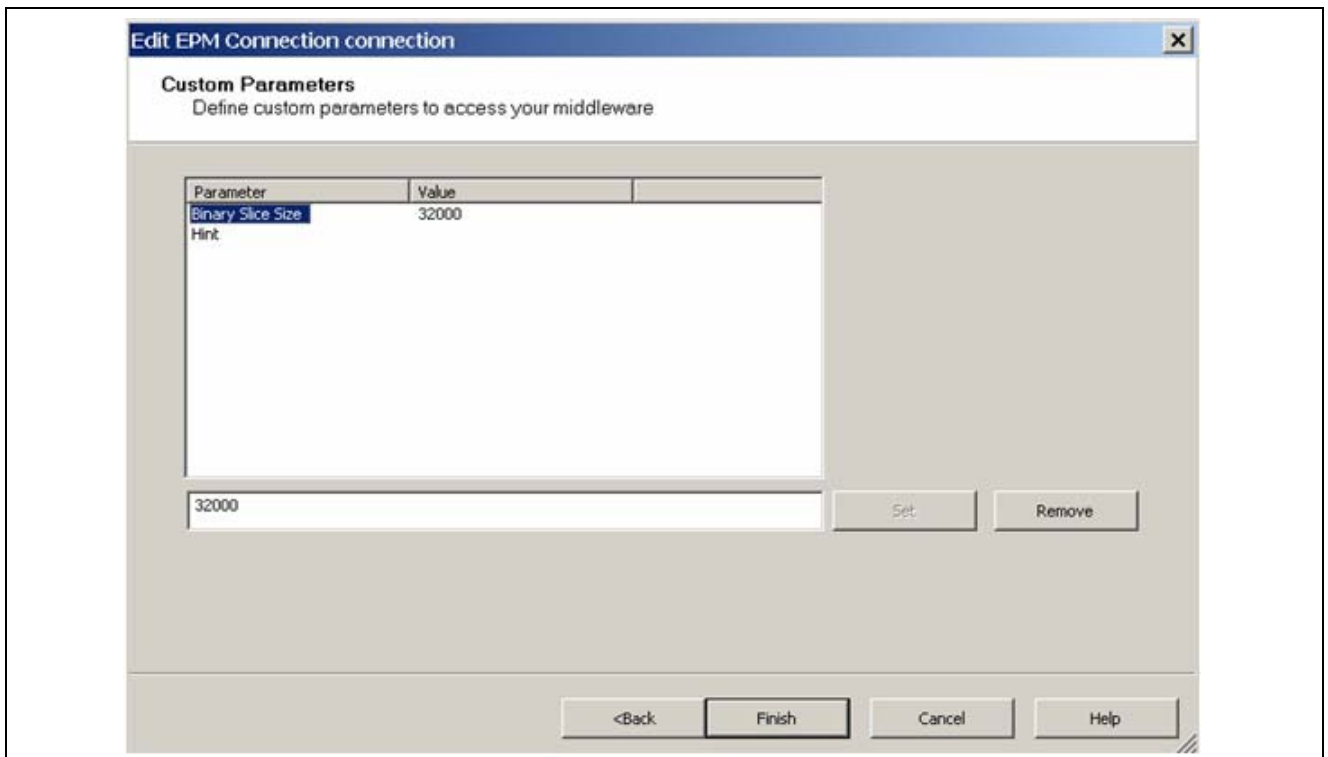 Edit EPM Connection connection
Custom Parameters
Define custom parameters to access your middleware
Parameter Value
Binary Slice Size 32000
Hint
32000 Set Remove
<Back Finish Cancel Help